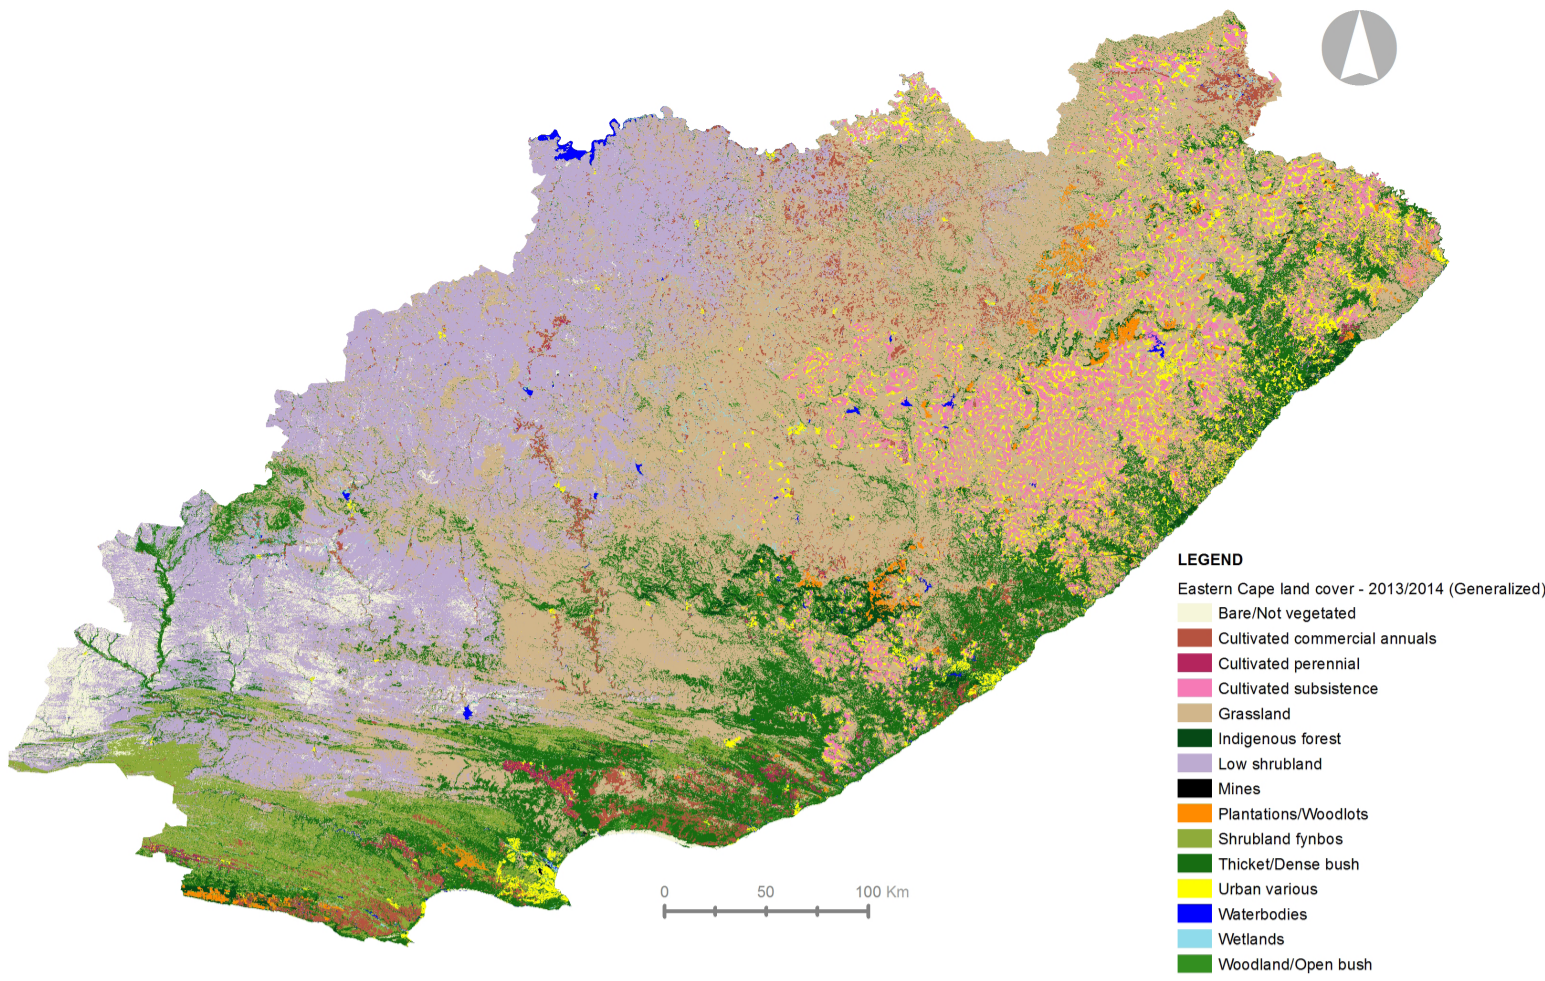 LEGEND
Eastern Cape land cover - 2013/2014 (Generalized)
Bare/Not vegetated
Cultivated commercial annuals
Cultivated perennial
Cultivated subsistence
Grassland
Indigenous forest
Low shrubland
Mines
Plantations/Woodlots
Shrubland fynbos
Thicket/Dense bush
Urban various
Waterbodies
Wetlands
Woodland/Open bush
0 50 100 Km